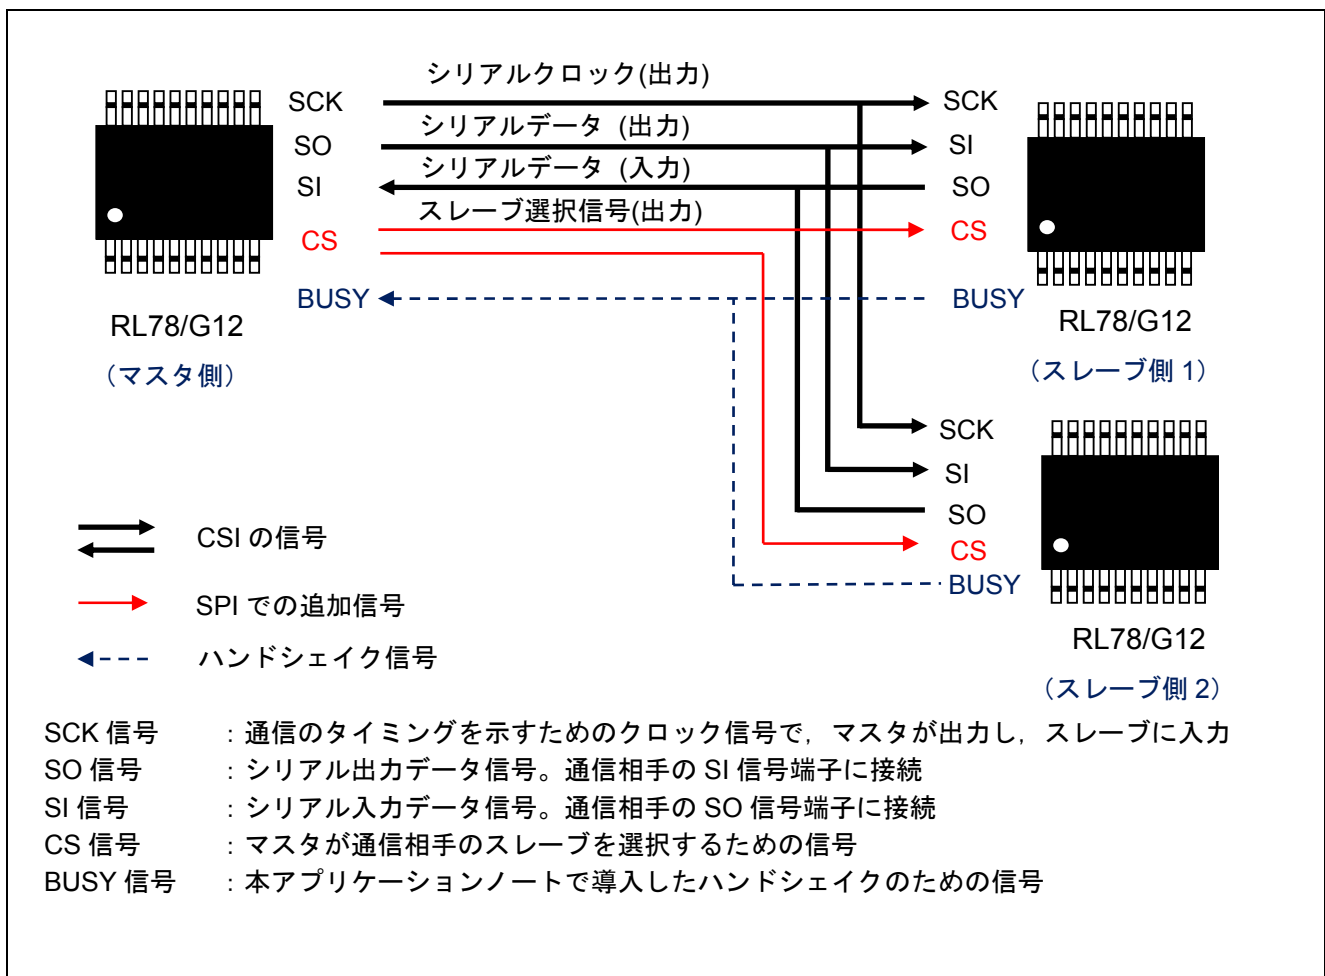 シリアルクロック(出力)
SCK
SCK
シリアルデータ (出力)
SO
SI
シリアルデータ (入力)
SI
SO
スレーブ選択信号(出力)
CS
CS
BUSY
BUSY
RL78/G12
(マスタ側)
RL78/G12
(スレーブ側 1)
SCK
SI
SO
CS
BUSY
RL78/G12
(スレーブ側 2)
CSI の信号
SPI での追加信号
ハンドシェイク信号
SCK 信号 : 通信のタイミングを示すためのクロック信号で, マスタが出力し, スレーブに入力
SO 信号 : シリアル出力データ信号。通信相手の SI 信号端子に接続
SI 信号 : シリアル入力データ信号。通信相手の SO 信号端子に接続
CS 信号 : マスタが通信相手のスレーブを選択するための信号
BUSY 信号 : 本アプリケーションノートで導入したハンドシェイクのための信号